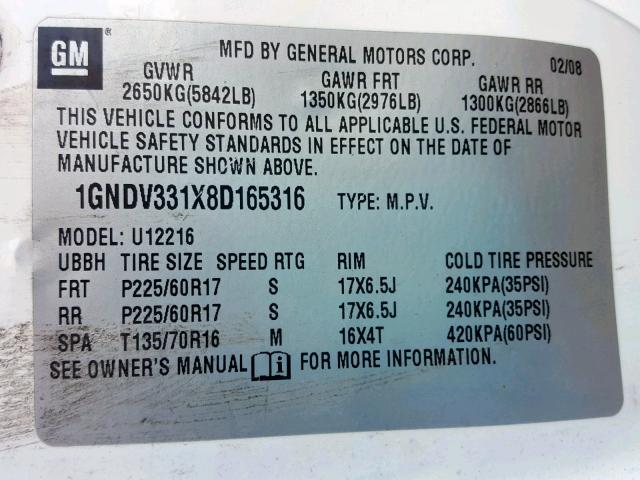 GM ®
MFD BY GENERAL MOTORS CORP. 02/08
GVWR GAWR FRT GAWR RR
2650KG(5842LB) 1350KG(2976LB) 1300KG(2866LB)
THIS VEHICLE CONFORMS TO ALL APPLICABLE U.S. FEDERAL MOTOR
VEHICLE SAFETY STANDARDS IN EFFECT ON THE DATE OF
MANUFACTURE SHOWN ABOVE.
1GNDV331X8D165316 TYPE: M.P.V.
MODEL: U12216
UBBH TIRE SIZE SPEED RTG RIM COLD TIRE PRESSURE
FRT P225/60R17 S 17X6.5J 240KPA(35PSI)
RR P225/60R17 S 17X6.5J 240KPA(35PSI)
SPA T135/70R16 M 16X4T 420KPA(60PSI)
SEE OWNER'S MANUAL i FOR MORE INFORMATION.